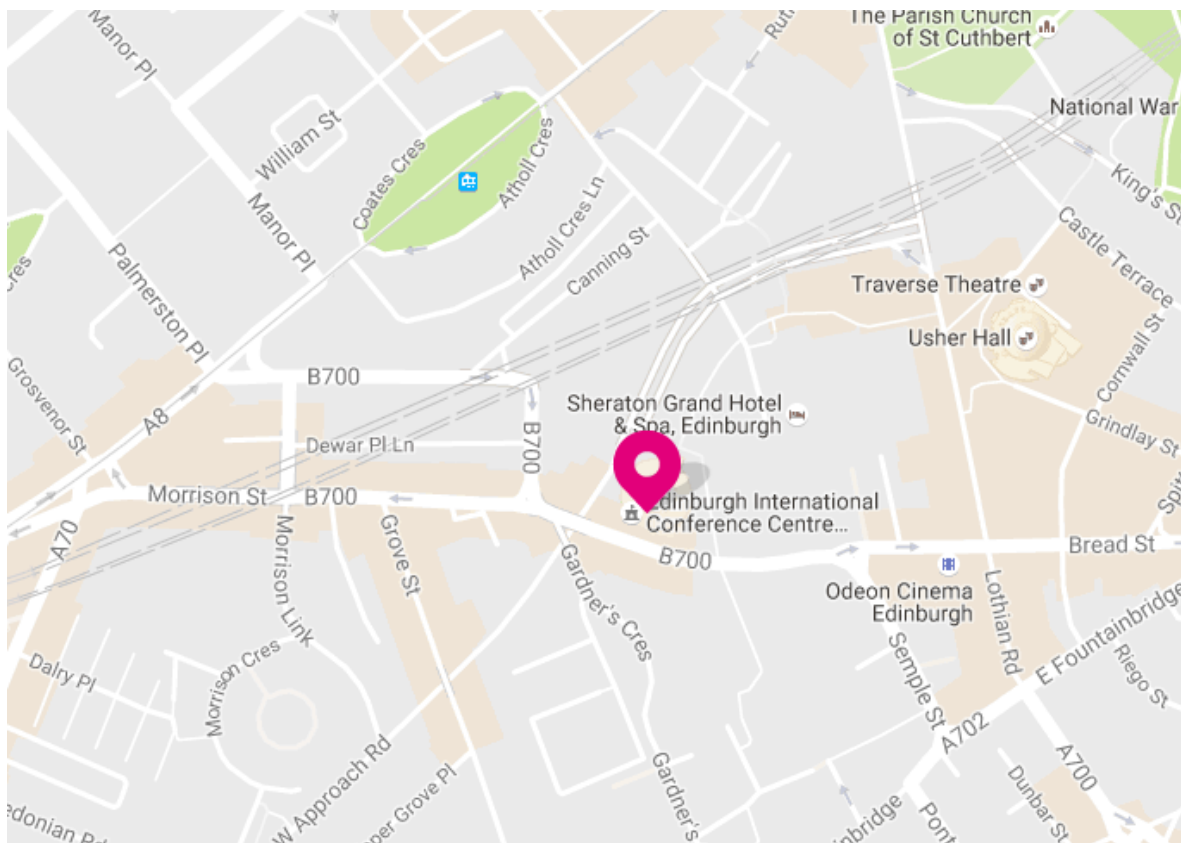 The Parish Church
of St Cuthbert
Manor Pl
National War
William St
Coates Cres
Atholl Cres
King's St
Manor Pl
Atholl Cres Ln
Canning St
Castle Terrace
Palmerston Pl
Traverse Theatre
Usher Hall
Cornwall St
Grosvenor St
B700
A8
Sheraton Grand Hotel
& Spa, Edinburgh
Grindlay St
Dewar Pl Ln
B700
Morrison St
B700
Edinburgh International
Conference Centre...
A70
B700
Bread St
Morrison Link
Grove St
Gardner's Cres
Odeon Cinema
Edinburgh
Lothian Rd
E Fountainbridge
Semple St
Riego St
Dalry Pl
Morrison Cres
A702
A700
W Approach Rd
Gardner's
Dunbar St